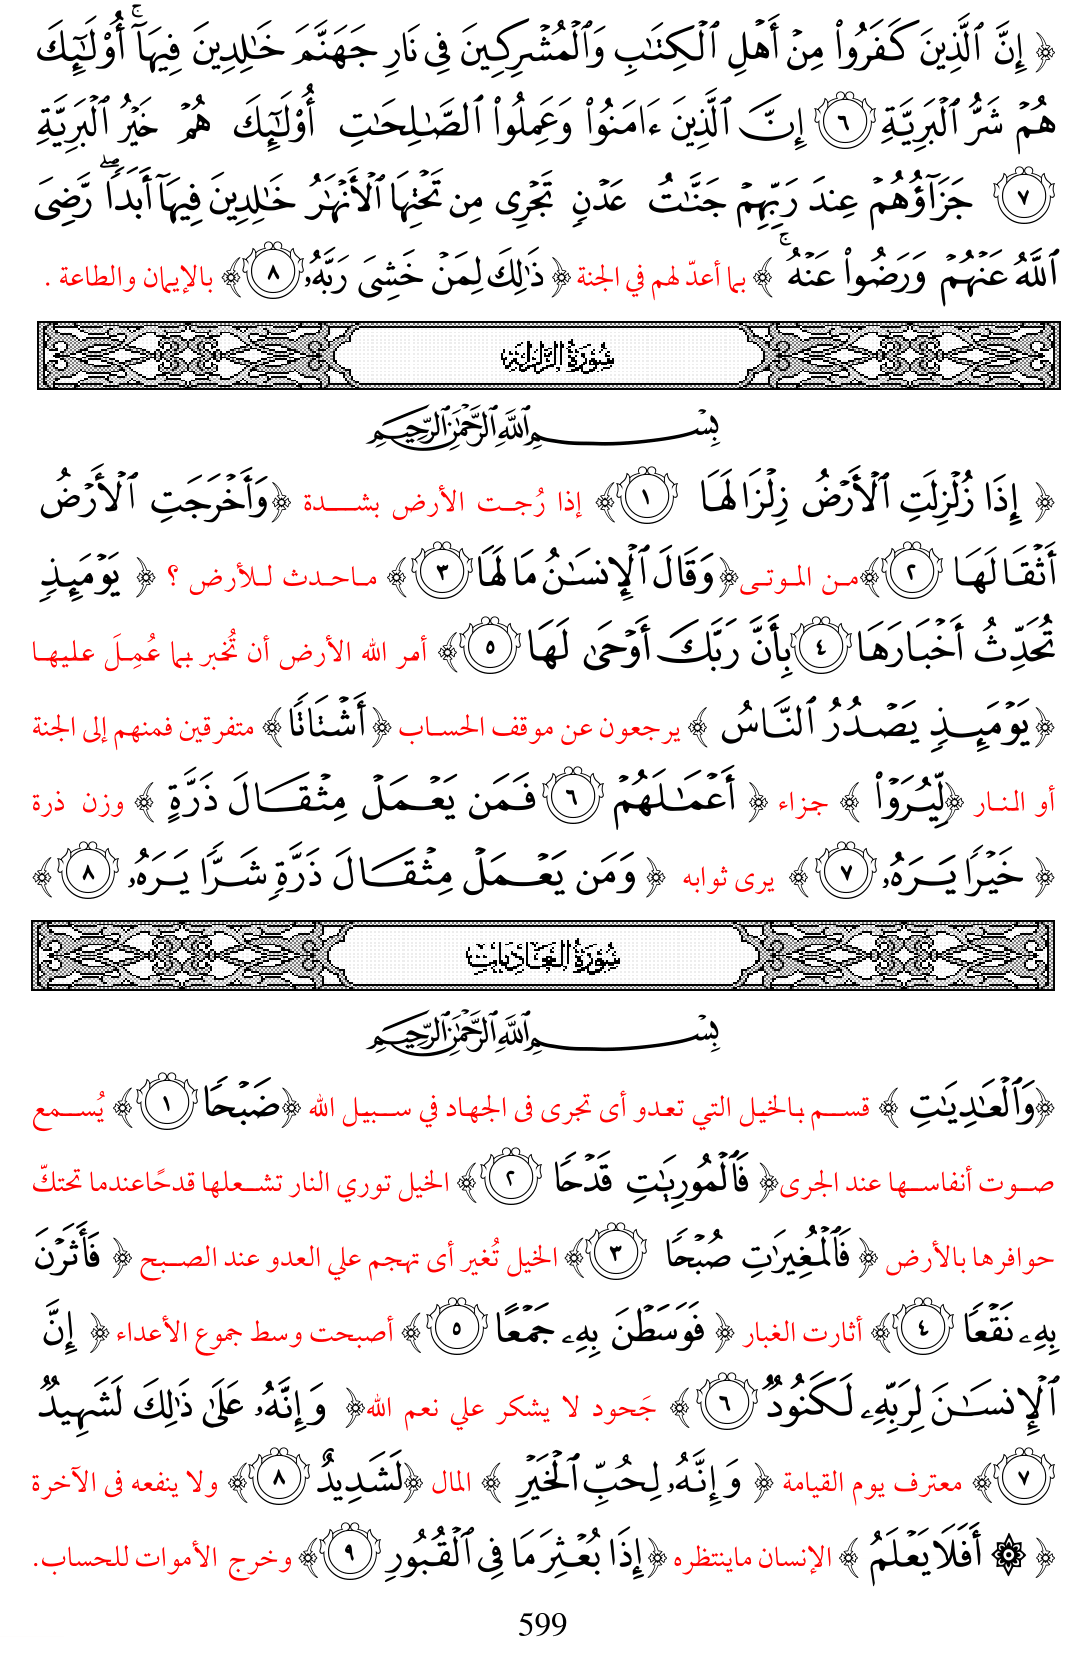 ﴿ إِنَّ ٱلَّذِينَ كَفَرُوا۟ مِنْ أَهْلِ ٱلْكِتَـٰبِ وَٱلْمُشْرِكِينَ فِى نَارِ جَهَنَّمَ خَـٰلِدِينَ فِيهَآ ۚ أُو۟لَـٰٓئِكَ
هُمْ شَرُّ ٱلْبَرِيَّةِ ٦ إِنَّ ٱلَّذِينَ ءَامَنُوا۟ وَعَمِلُوا۟ ٱلصَّـٰلِحَـٰتِ أُو۟لَـٰٓئِكَ هُمْ خَيْرُ ٱلْبَرِيَّةِ
٧ جَزَآؤُهُمْ عِندَ رَبِّهِمْ جَنَّـٰتُ عَدْنٍ تَجْرِى مِن تَحْتِهَا ٱلْأَنْهَـٰرُ خَـٰلِدِينَ فِيهَآ أَبَدًا ۖ رَّضِىَ
ٱللَّهُ عَنْهُمْ وَرَضُوا۟ عَنْهُ ۚ ﴾ بما أعدّ لهم في الجنة ﴿ ذَٰلِكَ لِمَنْ خَشِىَ رَبَّهُۥ ٨ ﴾ بالإيمان والطاعة .
سُورَةُ الزَّلْزَلَةِ
بِسْمِ ٱللَّهِ ٱلرَّحْمَـٰنِ ٱلرَّحِيمِ
﴿ إِذَا زُلْزِلَتِ ٱلْأَرْضُ زِلْزَالَهَا ١ ﴾ إذا رُجت الأرض بشدة ﴿وَأَخْرَجَتِ ٱلْأَرْضُ
أَثْقَالَهَا ٢ ﴾من الموتى﴿وَقَالَ ٱلْإِنسَـٰنُ مَا لَهَا ٣ ﴾ ماحدث للأرض ؟ ﴿ يَوْمَئِذٍ
تُحَدِّثُ أَخْبَارَهَا ٤ بِأَنَّ رَبَّكَ أَوْحَىٰ لَهَا ٥ ﴾ أمر الله الأرض أن تُخبر بما عُمِلَ عليها
﴿يَوْمَئِذٍ يَصْدُرُ ٱلنَّاسُ ﴾ يرجعون عن موقف الحساب ﴿أَشْتَاتًا﴾ متفرقين فمنهم إلى الجنة
أو النار ﴿لِّيُرَوْا۟ ﴾ جزاء ﴿ أَعْمَـٰلَهُمْ ٦ فَمَن يَعْمَلْ مِثْقَالَ ذَرَّةٍ ﴾ وزن ذرة
﴿ خَيْرًا يَرَهُۥ ٧ ﴾ يرى ثوابه ﴿ وَمَن يَعْمَلْ مِثْقَالَ ذَرَّةٍ شَرًّا يَرَهُۥ ٨ ﴾
سُورَةُ العَادِيَاتِ
بِسْمِ ٱللَّهِ ٱلرَّحْمَـٰنِ ٱلرَّحِيمِ
﴿وَٱلْعَـٰدِيَـٰتِ ﴾ قسم بالخيل التي تعدو أى تجرى فى الجهاد في سبيل الله ﴿ضَبْحًا ١ ﴾ يُسمع
صوت أنفاسها عند الجرى﴿ فَٱلْمُورِيَـٰتِ قَدْحًا ٢ ﴾ الخيل توري النار تشعلها قدحًاعندما تحتكّ
حوافرها بالأرض ﴿ فَٱلْمُغِيرَٰتِ صُبْحًا ٣ ﴾ الخيل تُغير أى تهجم علي العدو عند الصبح ﴿ فَأَثَرْنَ
بِهِۦ نَقْعًا ٤ ﴾ أثارت الغبار ﴿ فَوَسَطْنَ بِهِۦ جَمْعًا ٥ ﴾ أصبحت وسط جموع الأعداء ﴿ إِنَّ
ٱلْإِنسَـٰنَ لِرَبِّهِۦ لَكَنُودٌ ٦ ﴾ جَحود لا يشكر علي نعم الله﴿ وَإِنَّهُۥ عَلَىٰ ذَٰلِكَ لَشَهِيدٌ
٧ ﴾ معترف يوم القيامة ﴿ وَإِنَّهُۥ لِحُبِّ ٱلْخَيْرِ ﴾ المال ﴿لَشَدِيدٌ ٨ ﴾ ولا ينفعه فى الآخرة
﴿ ۞ أَفَلَا يَعْلَمُ ﴾ الإنسان ماينتظره ﴿إِذَا بُعْثِرَ مَا فِى ٱلْقُبُورِ ٩ ﴾ وخرج الأموات للحساب.
599